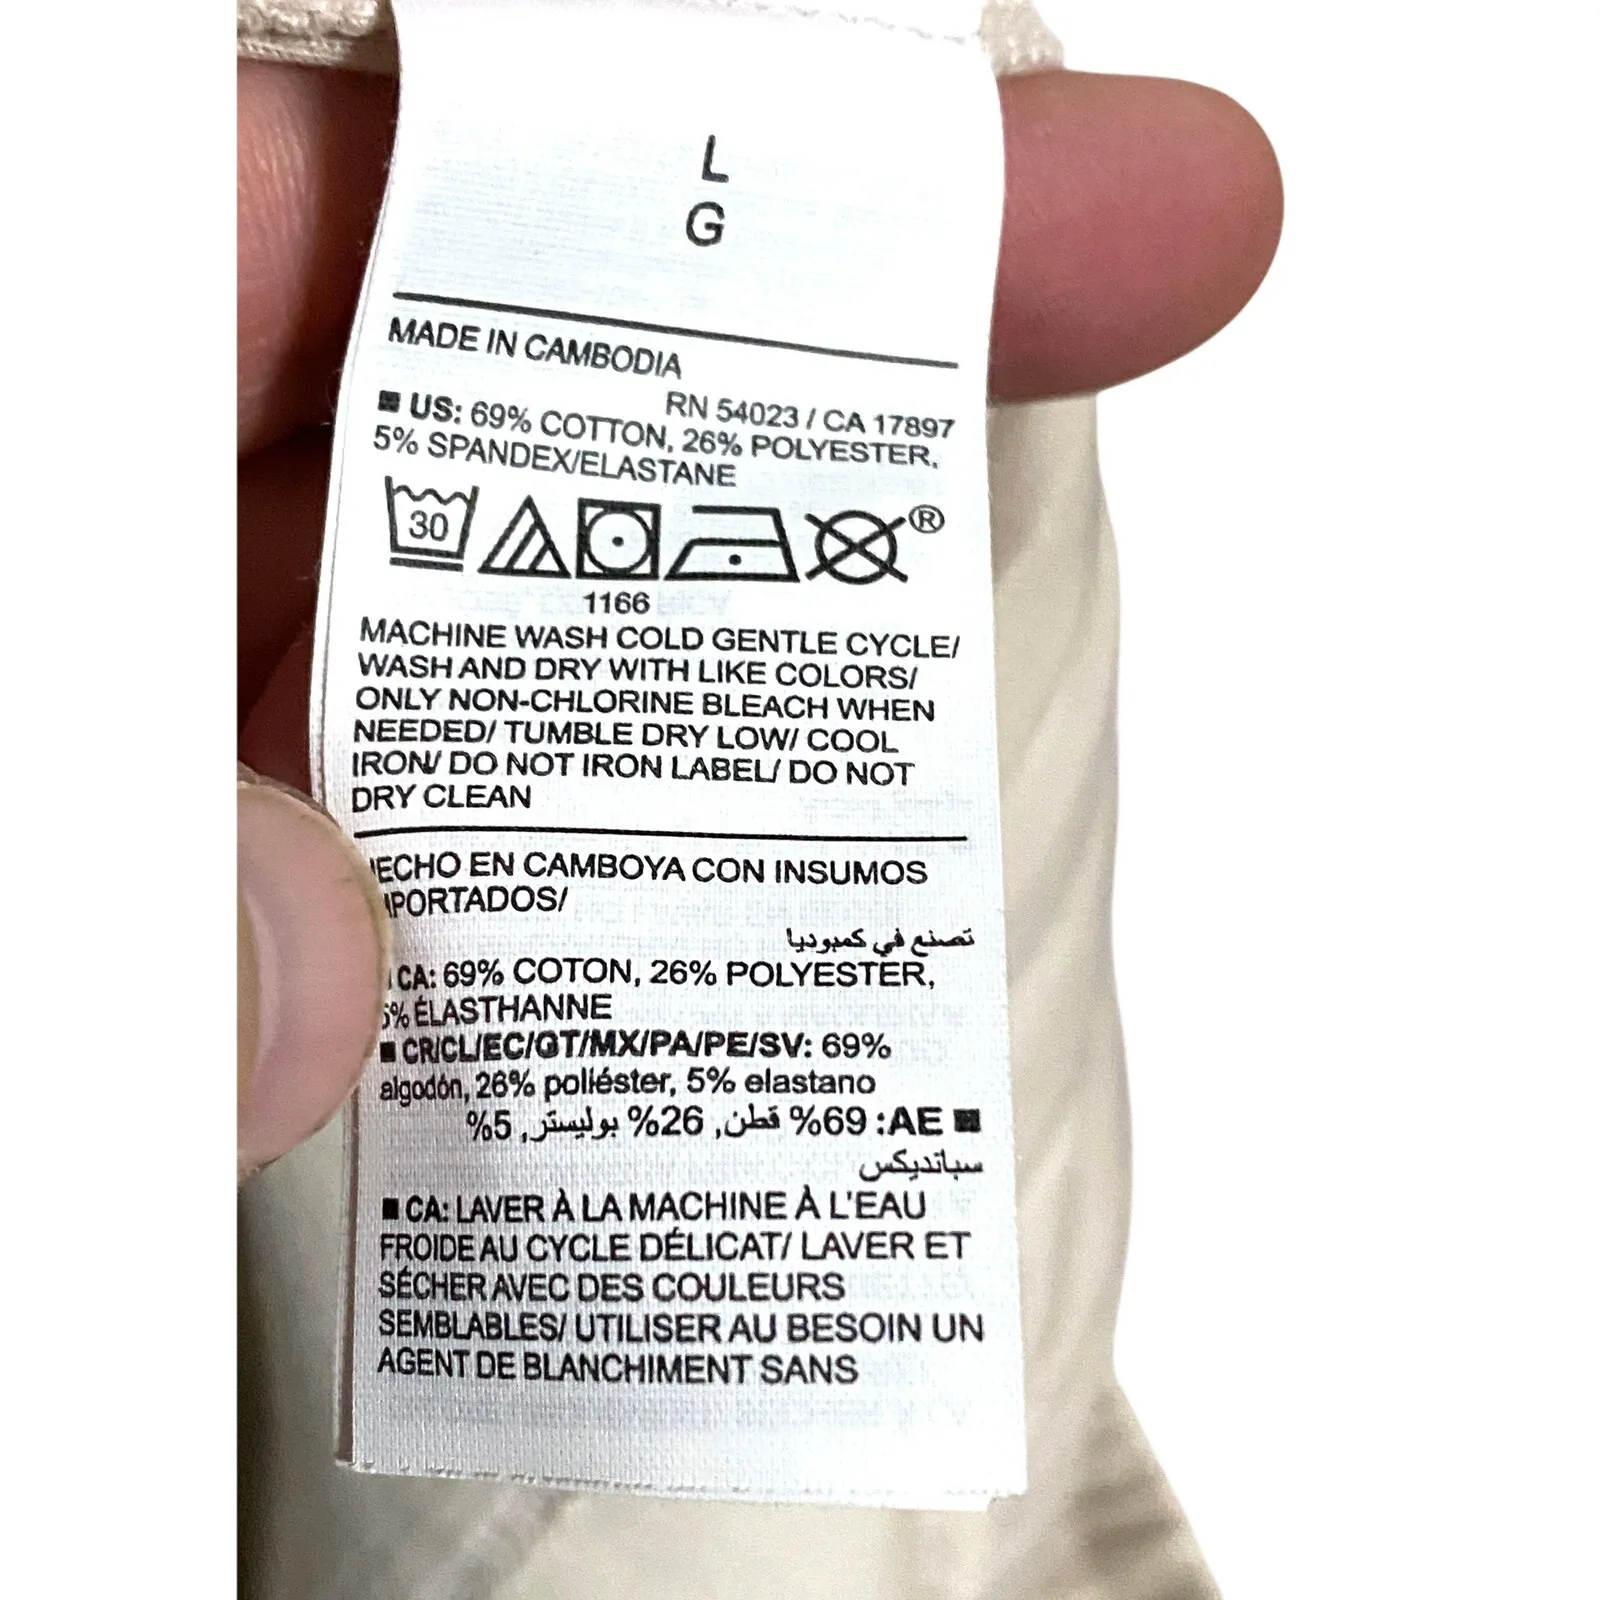 L
G
MADE IN CAMBODIA
RN 54023 / CA 17897
US: 69% COTTON, 26% POLYESTER,
5% SPANDEX/ELASTANE
30
®
1166
MACHINE WASH COLD GENTLE CYCLE/
WASH AND DRY WITH LIKE COLORS/
ONLY NON-CHLORINE BLEACH WHEN
NEEDED/ TUMBLE DRY LOW/ COOL
IRON/ DO NOT IRON LABEL/ DO NOT
DRY CLEAN
ECHO EN CAMBOYA CON INSUMOS
PORTADOS/
تصنع في كمبوديا
CA: 69% COTON, 26% POLYESTER,
5% ÉLASTHANNE
CR/CL/EC/GT/MX/PA/PE/SV: 69%
algodón, 26% poliéster, 5% elastano
AE: 69% قطن, 26% بوليستر, 5%
سباندیكس
CA: LAVER À LA MACHINE À L'EAU
FROIDE AU CYCLE DÉLICAT/ LAVER ET
SÉCHER AVEC DES COULEURS
SEMBLABLES/ UTILISER AU BESOIN UN
AGENT DE BLANCHIMENT SANS